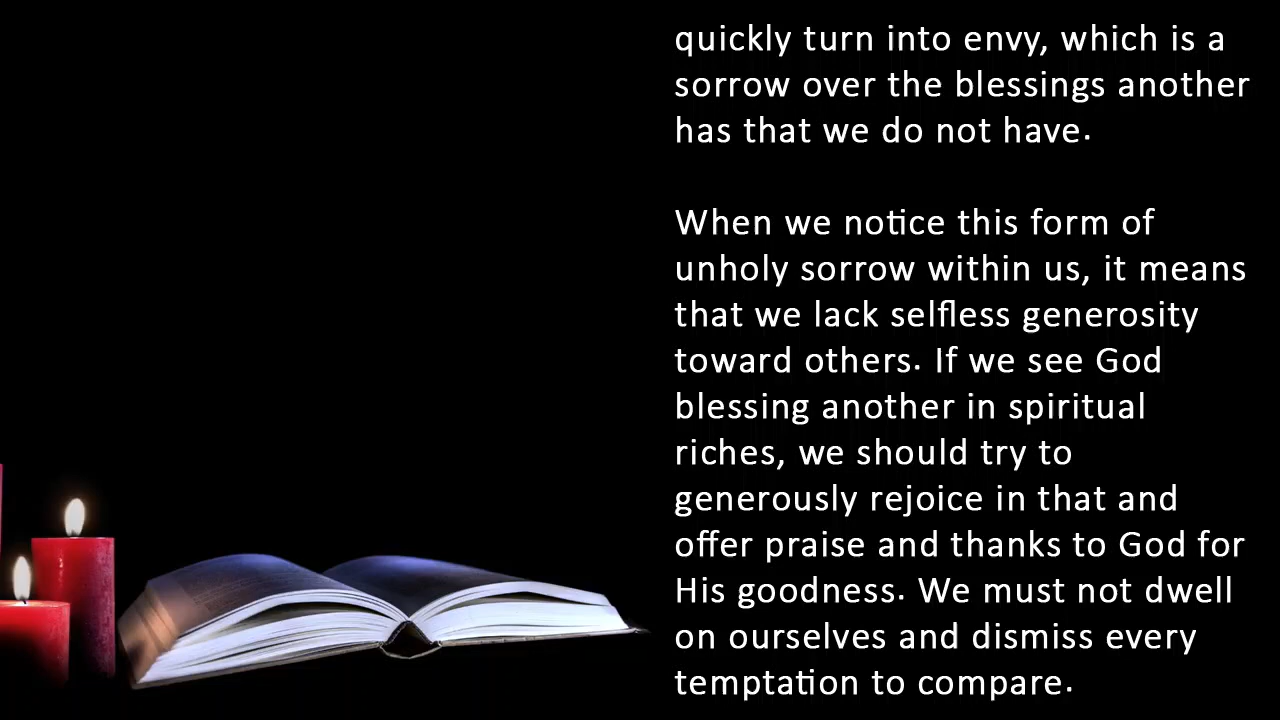 quickly turn into envy, which is a
sorrow over the blessings another
has that we do not have.
When we notice this form of
unholy sorrow within us, it means
that we lack selfless generosity
toward others. If we see God
blessing another in spiritual
riches, we should try to
generously rejoice in that and
offer praise and thanks to God for
His goodness. We must not dwell
on ourselves and dismiss every
temptation to compare.